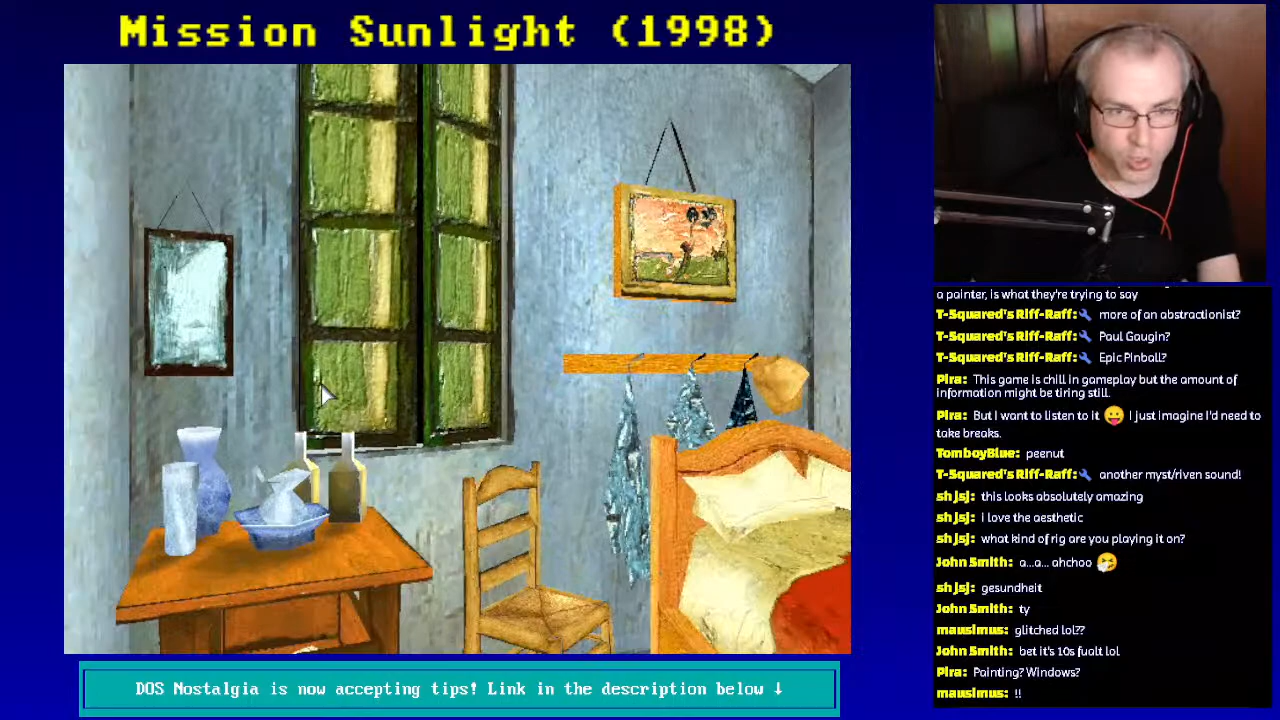 Mission Sunlight (1998)
a painter, is what they're trying to say
T-Squared's Riff-Raff: more of an abstractionist?
T-Squared's Riff-Raff: Paul Gaugin?
T-Squared's Riff-Raff: Epic Pinball?
Pira: This game is chill in gameplay but the amount of
information might be tiring still.
Pira: But I want to listen to it 😛 I just imagine I'd need to
take breaks.
TomboyBlue: peenut
T-Squared's Riff-Raff: another myst/riven sound!
sh jsj: this looks absolutely amazing
sh jsj: i love the aesthetic
sh jsj: what kind of rig are you playing it on?
John Smith: a...a... ahchoo 🤧
sh jsj: gesundheit
John Smith: ty
mausimus: glitched lol??
John Smith: bet it's 10s fualt lol
Pira: Painting? Windows?
mausimus: !!
DOS Nostalgia is now accepting tips! Link in the description below ↓